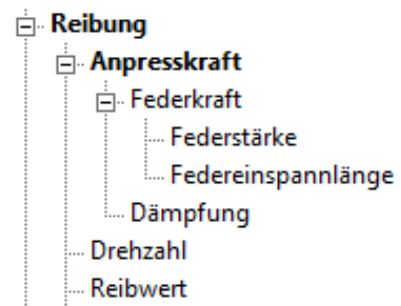 Reibung
Anpresskraft
Federkraft
Federstärke
Federeinspannlänge
Dämpfung
Drehzahl
Reibwert